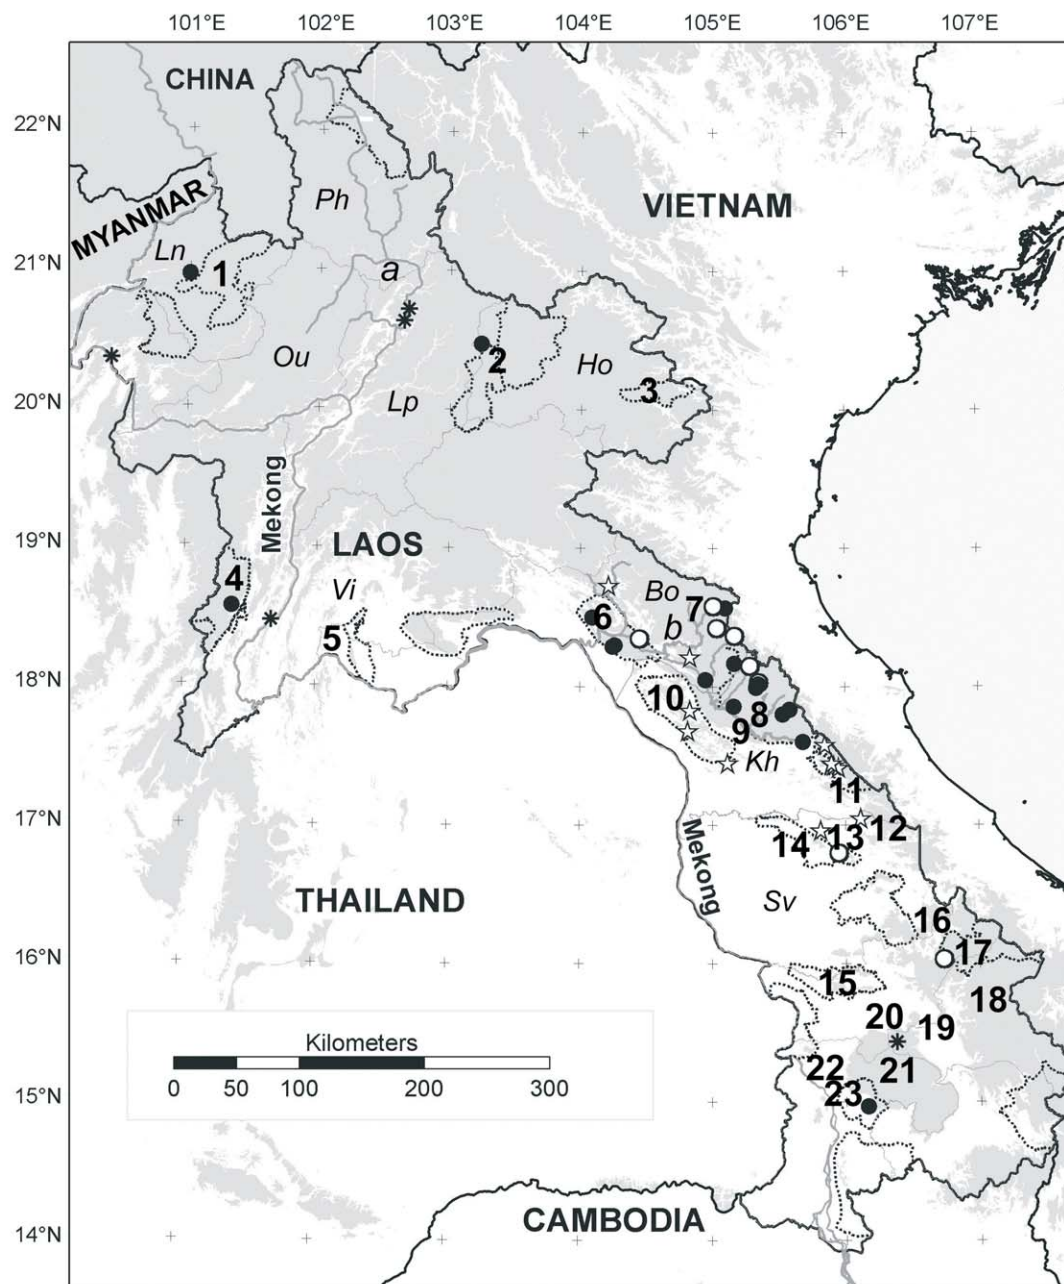 101°E 102°E 103°E 104°E 105°E 106°E 107°E
CHINA
22°N
Ph
VIETNAM
MYANMAR
Ln
21°N
1
a
Ou
2
Ho
3
20°N
Lp
Mekong
19°N
LAOS
4
Vi
Bo
7
6
b
5
18°N
10
8
9
Kh
11
17°N
Mekong
12
13
14
THAILAND
Sv
16
16°N
17
15
18
20
19
Kilometers
22
21
0 50 100 200 300
23
15°N
CAMBODIA
14°N